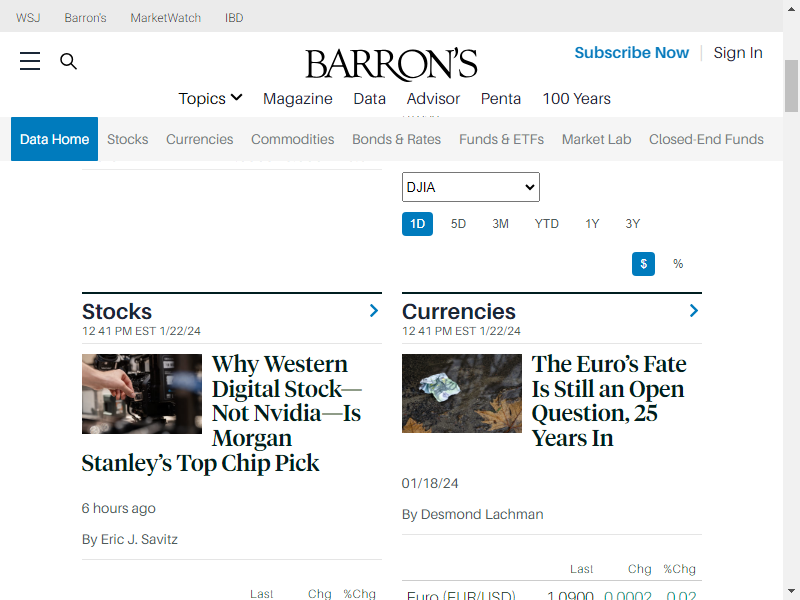 WSJ Barron's MarketWatch IBD
BARRON'S
Subscribe Now Sign In
Topics Magazine Data Advisor Penta 100 Years
Data Home Stocks Currencies Commodities Bonds & Rates Funds & ETFs Market Lab Closed-End Funds
DJIA
1D 5D 3M YTD 1Y 3Y
$ %
Stocks
12 41 PM EST 1/22/24
Why Western
Digital Stock—
Not Nvidia—Is
Morgan
Stanley's Top Chip Pick
6 hours ago
By Eric J. Savitz
Last Chg %Chg
Currencies
12 41 PM EST 1/22/24
The Euro's Fate
Is Still an Open
Question, 25
Years In
01/18/24
By Desmond Lachman
Last Chg %Chg
Euro (EUR/USD) 1.0900 0.0002 0.02